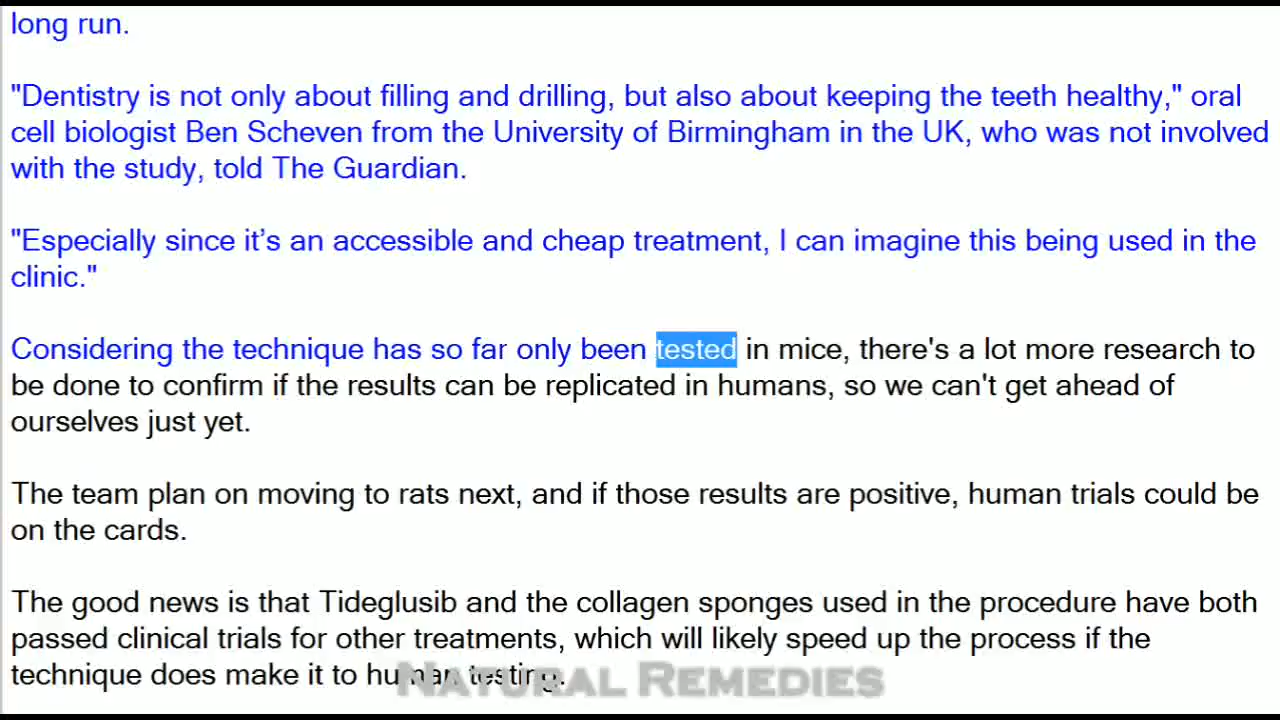 long run.
"Dentistry is not only about filling and drilling, but also about keeping the teeth healthy," oral
cell biologist Ben Scheven from the University of Birmingham in the UK, who was not involved
with the study, told The Guardian.
"Especially since it's an accessible and cheap treatment, I can imagine this being used in the
clinic."
Considering the technique has so far only been tested in mice, there's a lot more research to
be done to confirm if the results can be replicated in humans, so we can't get ahead of
ourselves just yet.
The team plan on moving to rats next, and if those results are positive, human trials could be
on the cards.
The good news is that Tideglusib and the collagen sponges used in the procedure have both
passed clinical trials for other treatments, which will likely speed up the process if the
technique does make it to human testing.
NATURAL REMEDIES